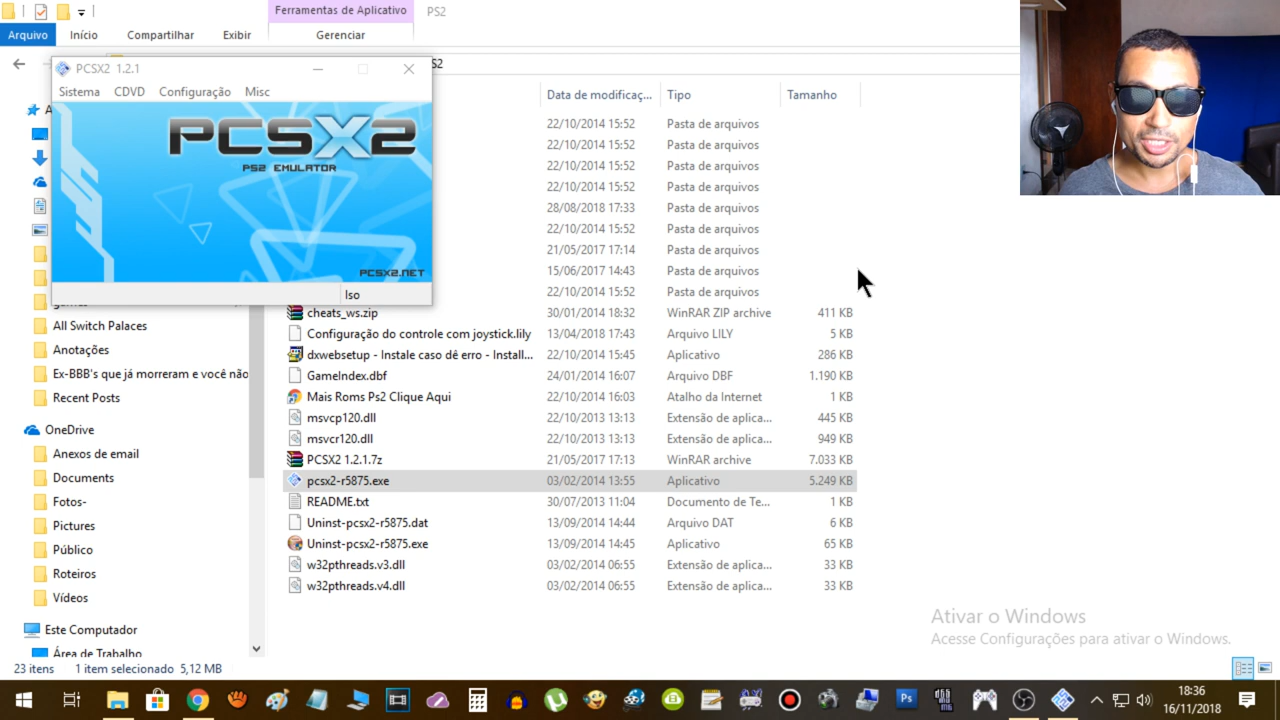 Ferramentas de Aplicativo PS2
Arquivo Início Compartilhar Exibir Gerenciar
PCSX2 1.2.1
S2
Sistema CDVD Configuração Misc
PCSX2
PS2 EMULATOR
PCSX2.NET
Iso
Data de modificaç... Tipo Tamanho
22/10/2014 15:52 Pasta de arquivos
22/10/2014 15:52 Pasta de arquivos
22/10/2014 15:52 Pasta de arquivos
22/10/2014 15:52 Pasta de arquivos
28/08/2018 17:33 Pasta de arquivos
22/10/2014 15:52 Pasta de arquivos
21/05/2017 17:14 Pasta de arquivos
15/06/2017 14:43 Pasta de arquivos
22/10/2014 15:52 Pasta de arquivos
cheats_ws.zip 30/01/2014 18:32 WinRAR ZIP archive 411 KB
Configuração do controle com joystick.lily 13/04/2018 17:43 Arquivo LILY 5 KB
dxwebsetup - Instale caso dê erro - Install... 22/10/2014 15:45 Aplicativo 286 KB
GameIndex.dbf 24/01/2014 16:07 Arquivo DBF 1.190 KB
Mais Roms Ps2 Clique Aqui 22/10/2014 16:03 Atalho da Internet 1 KB
msvcp120.dll 22/10/2013 13:13 Extensão de aplica... 445 KB
msvcr120.dll 22/10/2013 13:13 Extensão de aplica... 949 KB
PCSX2 1.2.1.7z 21/05/2017 17:13 WinRAR archive 7.033 KB
pcsx2-r5875.exe 03/02/2014 13:55 Aplicativo 5.249 KB
README.txt 30/07/2013 11:04 Documento de Te... 1 KB
Uninst-pcsx2-r5875.dat 13/09/2014 14:44 Arquivo DAT 6 KB
Uninst-pcsx2-r5875.exe 13/09/2014 14:45 Aplicativo 65 KB
w32pthreads.v3.dll 03/02/2014 06:55 Extensão de aplica... 33 KB
w32pthreads.v4.dll 03/02/2014 06:55 Extensão de aplica... 33 KB
All Switch Palaces
Anotações
Ex-BBB's que já morreram e você não
Recent Posts
OneDrive
Anexos de email
Documents
Fotos-
Pictures
Público
Roteiros
Vídeos
Este Computador
Área de Trabalho
Ativar o Windows
Acesse Configurações para ativar o Windows.
23 itens 1 item selecionado 5,12 MB
Ps
18:36
16/11/2018